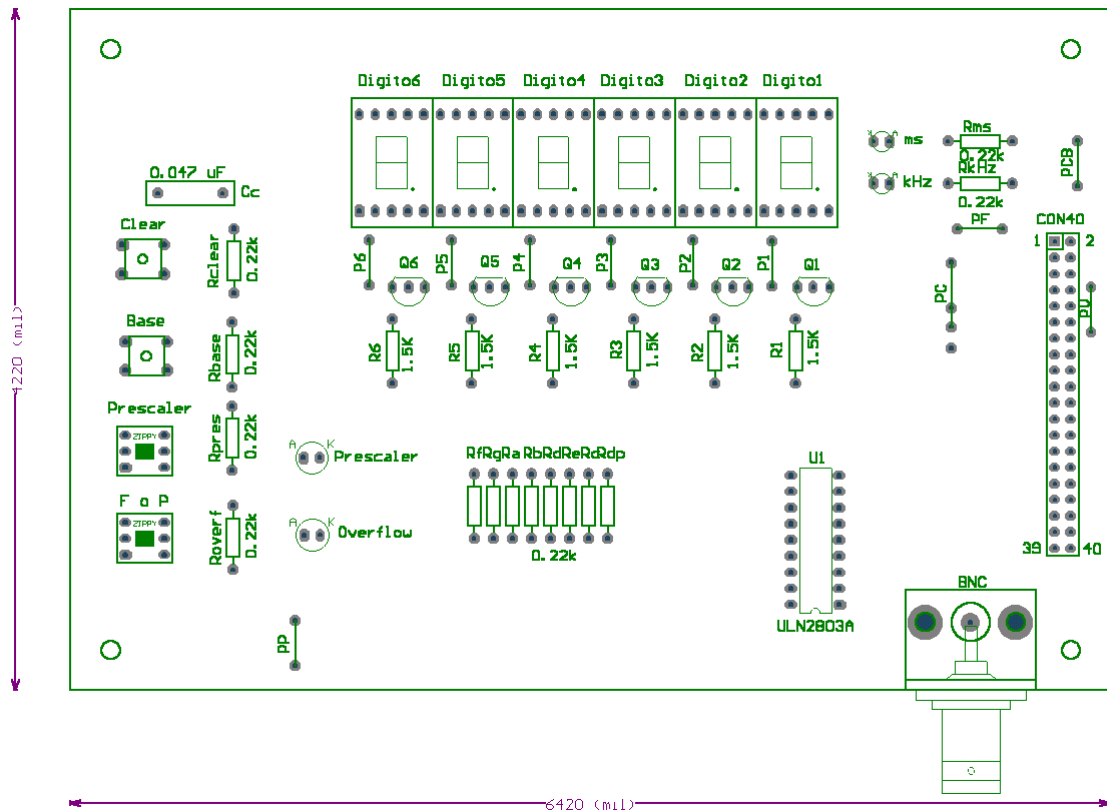 Digito6 Digito5 Digito4 Digito3 Digito2 Digito1
K A ms
Rms
0.22k
PCB
K A kHz
RkHz
0.22k
0.047 uF
Cc
PF
CON40
1 2
Clear
Rclear
0.22k
P6 Q6 P5 Q5 P4 Q4 P3 Q3 P2 Q2 P1 Q1
PC
PU
4220 (mil)
Base
Rbase
0.22k
R6 1.5K R5 1.5K R4 1.5K R3 1.5K R2 1.5K R1 1.5K
Prescaler
ZIPPY
Rpres
0.22k
A K
Prescaler
RfRgRa RbRdReRcRdp
0.22k
U1
ULN2803A
F o P
ZIPPY
Roverf
0.22k
A K
Overflow
39 40
BNC
PP
6420 (mil)